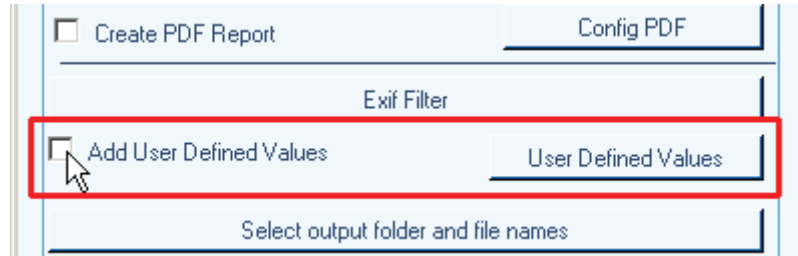 Create PDF Report Config PDF
Exif Filter
Add User Defined Values User Defined Values
Select output folder and file names